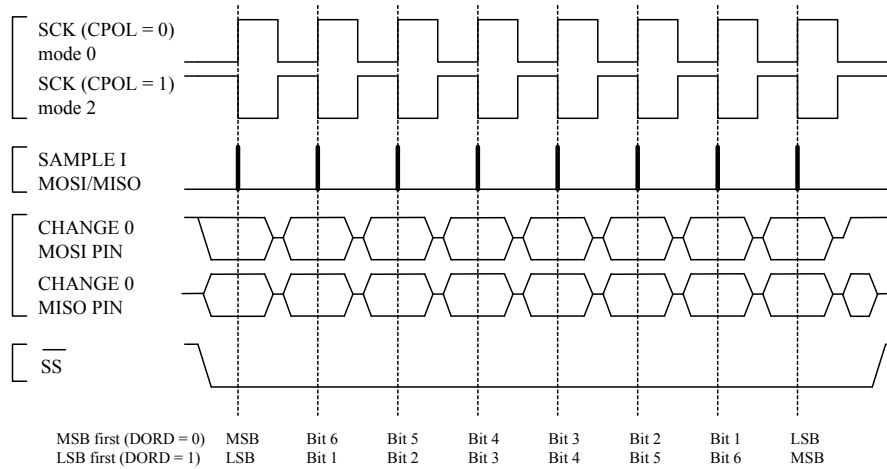 SCK (CPOL = 0)
mode 0
SCK (CPOL = 1)
mode 2
SAMPLE I
MOSI/MISO
CHANGE 0
MOSI PIN
CHANGE 0
MISO PIN
SS
MSB first (DORD = 0) MSB Bit 6 Bit 5 Bit 4 Bit 3 Bit 2 Bit 1 LSB
LSB first (DORD = 1) LSB Bit 1 Bit 2 Bit 3 Bit 4 Bit 5 Bit 6 MSB